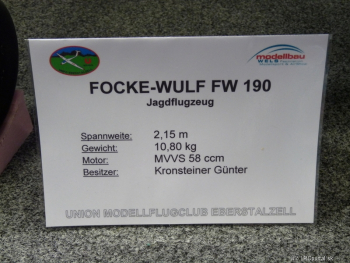 modellbau
WELS
FOCKE-WULF FW 190
Jagdflugzeug
Spannweite: 2,15 m
Gewicht: 10,80 kg
Motor: MVVS 58 ccm
Besitzer: Kronsteiner Günter
UNION MODELLFLUGCLUB EBERSTALZELL